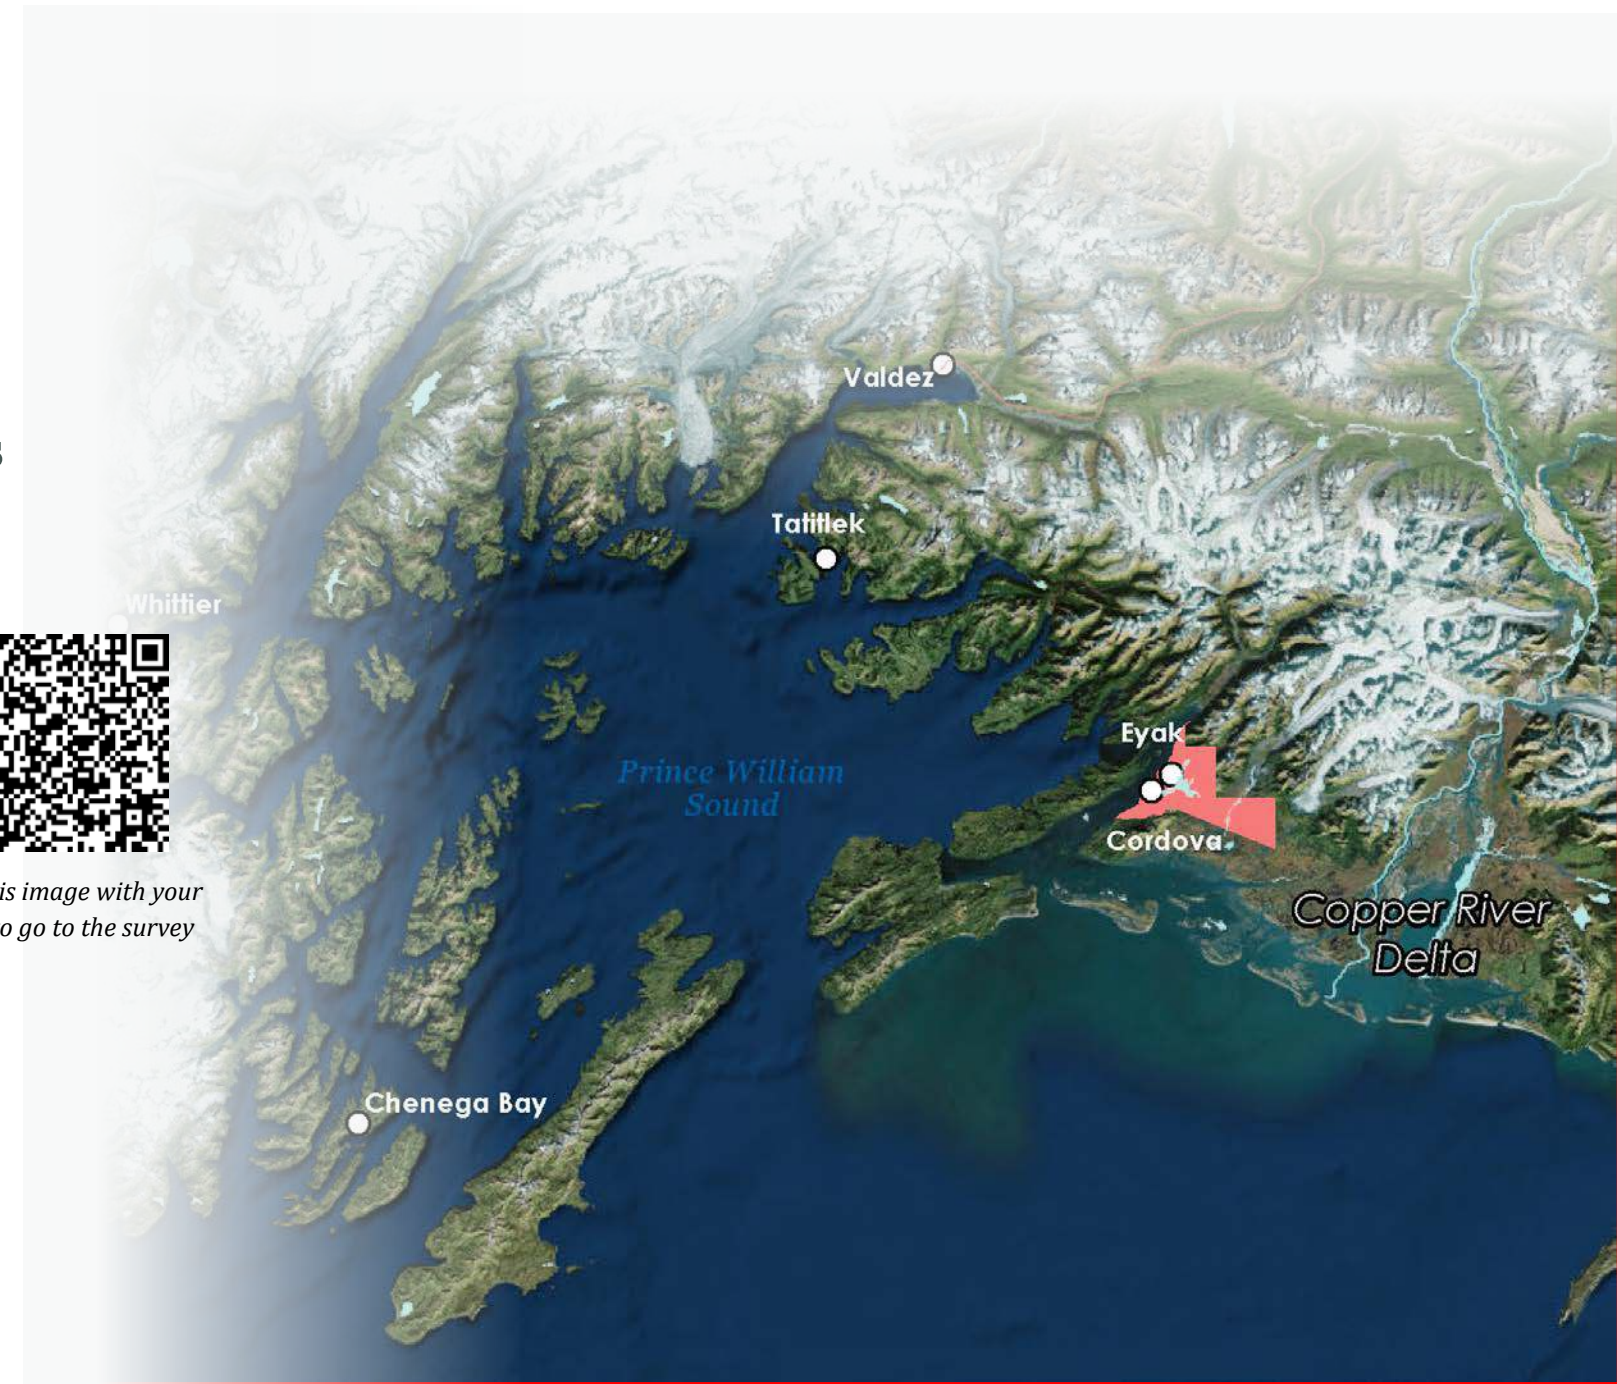 Valdez
Tatitlek
Whittier
Eyak
Prince William
Sound
Cordova
is image with your
o go to the survey
Copper River
Delta
Chenega Bay